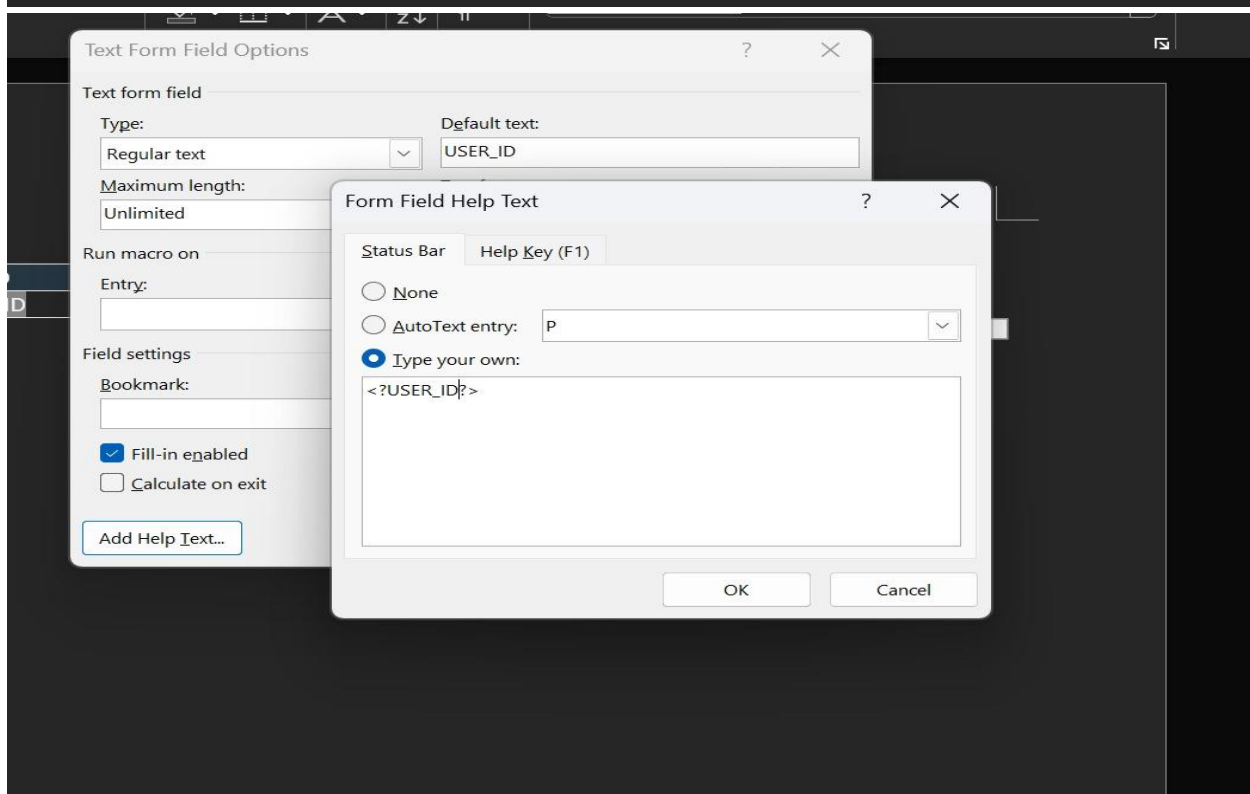 Text Form Field Options
Text form field
Type:
Default text:
Regular text
USER_ID
Maximum length:
Unlimited
Run macro on
Entry:
Field settings
Bookmark:
Fill-in enabled
Calculate on exit
Add Help Text...
Form Field Help Text
Status Bar
Help Key (F1)
None
AutoText entry:
P
Type your own:
<?USER_ID?>
OK
Cancel
ID